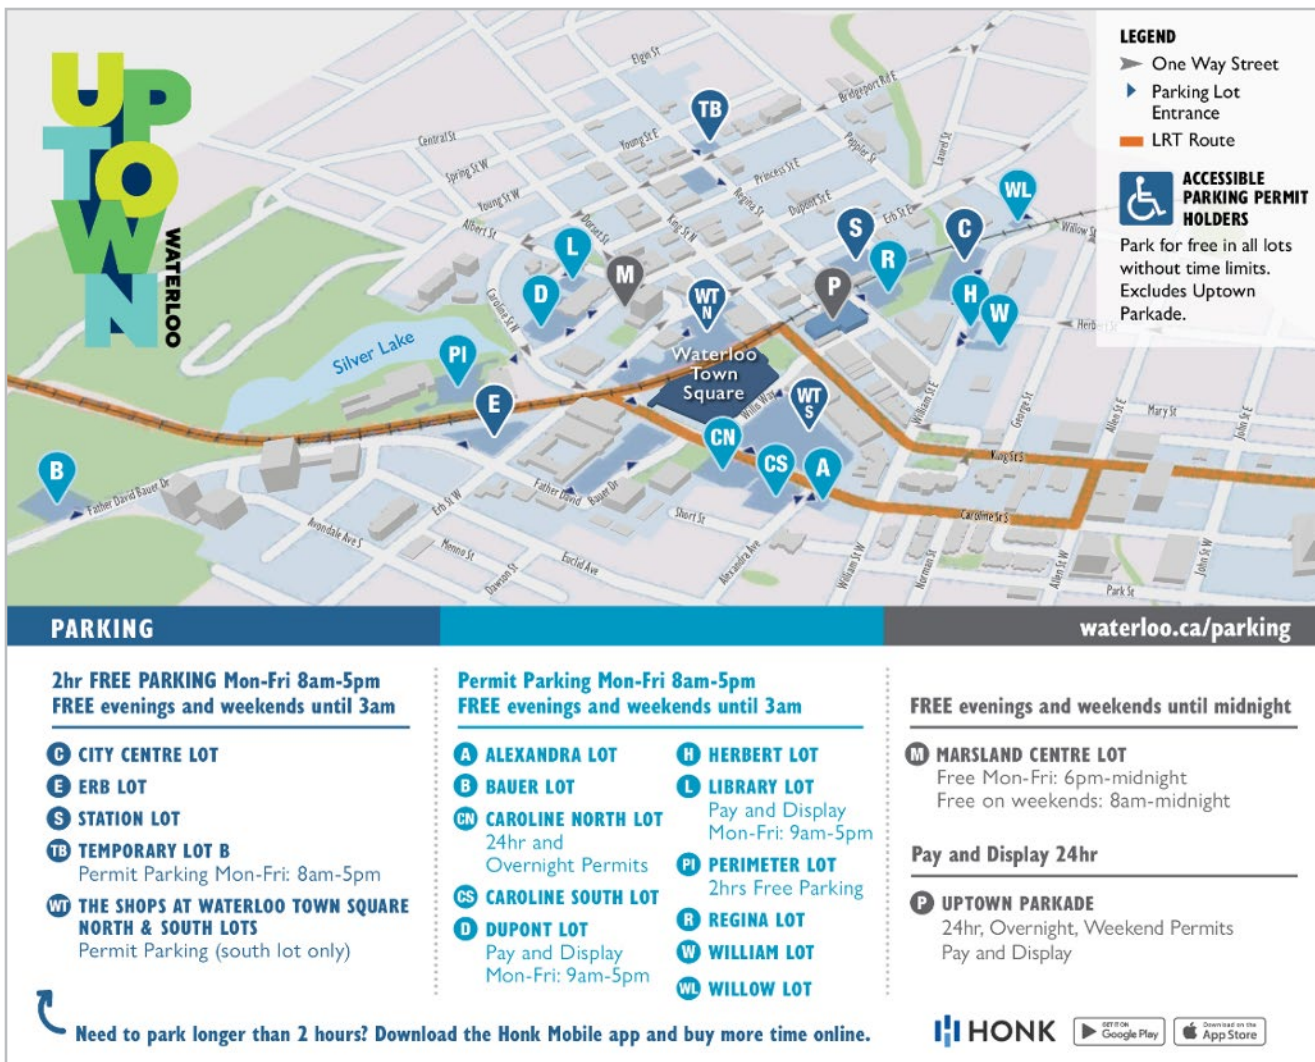 UPTOWN
WATERLOO
LEGEND
One Way Street
Parking Lot
Entrance
LRT Route
ACCESSIBLE
PARKING PERMIT
HOLDERS
Park for free in all lots
without time limits.
Excludes Uptown
Parkade.
Elgin St
Bridgeport Rd E
TB
Central St
Young St E
Peppler St
Laurel St
Spring St W
Princess St E
WL
Young St W
Regina St
Dupont St E
Erb St E
Willow St
Albert St
Dorset St
King St N
S
C
L
M
R
D
WT
N
P
H
W
Caroline St N
Herbert St
Silver Lake
PI
Waterloo
Town
Square
E
Willis Way
WT
S
William St E
George St
Allen St E
Mary St
John St E
CN
King St S
B
CS
A
Father David Bauer Dr
Erb St W
Father David
Bauer Dr
Short St
Caroline St S
Avondale Ave S
Menno St
Dawson St
Euclid Ave
Alexandra Ave
William St W
Norman St
Allen St W
Park St
John St W
PARKING
waterloo.ca/parking
2hr FREE PARKING Mon-Fri 8am-5pm
FREE evenings and weekends until 3am
C CITY CENTRE LOT
E ERB LOT
S STATION LOT
TB TEMPORARY LOT B
Permit Parking Mon-Fri: 8am-5pm
WT THE SHOPS AT WATERLOO TOWN SQUARE
NORTH & SOUTH LOTS
Permit Parking (south lot only)
Permit Parking Mon-Fri 8am-5pm
FREE evenings and weekends until 3am
A ALEXANDRA LOT
B BAUER LOT
CN CAROLINE NORTH LOT
24hr and
Overnight Permits
CS CAROLINE SOUTH LOT
D DUPONT LOT
Pay and Display
Mon-Fri: 9am-5pm
H HERBERT LOT
L LIBRARY LOT
Pay and Display
Mon-Fri: 9am-5pm
PI PERIMETER LOT
2hrs Free Parking
R REGINA LOT
W WILLIAM LOT
WL WILLOW LOT
FREE evenings and weekends until midnight
M MARSLAND CENTRE LOT
Free Mon-Fri: 6pm-midnight
Free on weekends: 8am-midnight
Pay and Display 24hr
P UPTOWN PARKADE
24hr, Overnight, Weekend Permits
Pay and Display
Need to park longer than 2 hours? Download the Honk Mobile app and buy more time online.
HONK
GET IT ON
Google Play
Download on the
App Store